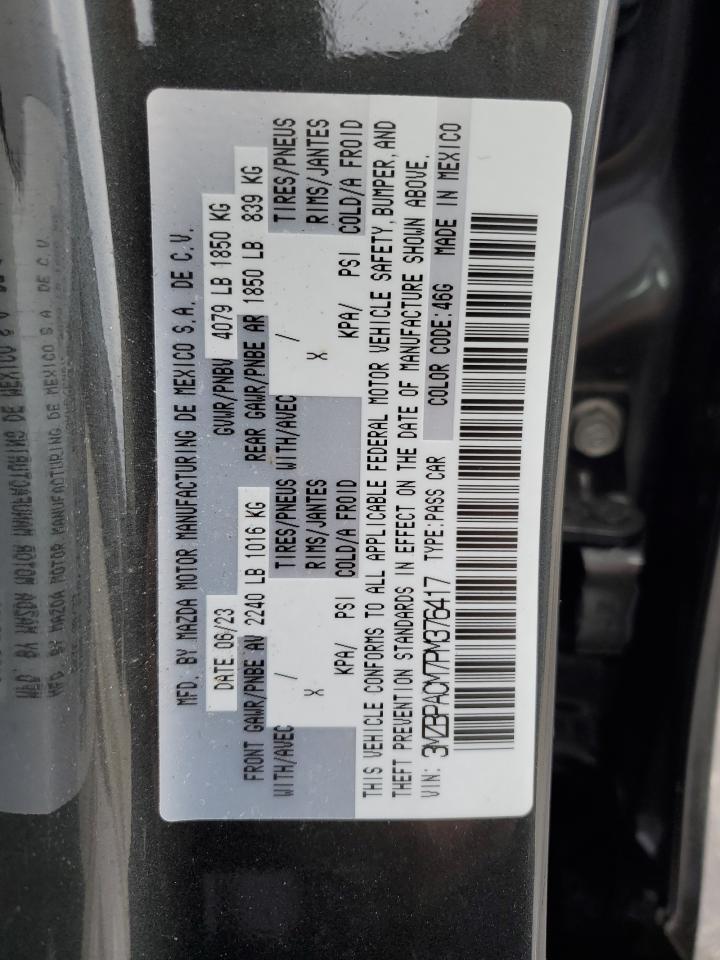 MFD. BY MAZDA MOTOR MANUFACTURING DE MEXICO S.A. DE C.V.
DATE 06/23 GVWR/PNBV 4079 LB 1850 KG
FRONT GAWR/PNBE AV 2240 LB 1016 KG REAR GAWR/PNBE AR 1850 LB 839 KG
WITH/AVEC / TIRES/PNEUS WITH/AVEC / TIRES/PNEUS
X RIMS/JANTES X RIMS/JANTES
KPA/ PSI COLD/A FROID KPA/ PSI COLD/A FROID
THIS VEHICLE CONFORMS TO ALL APPLICABLE FEDERAL MOTOR VEHICLE SAFETY, BUMPER, AND
THEFT PREVENTION STANDARDS IN EFFECT ON THE DATE OF MANUFACTURE SHOWN ABOVE.
VIN: 3MZBPACM7PM376417 TYPE:PASS CAR COLOR CODE:46G MADE IN MEXICO